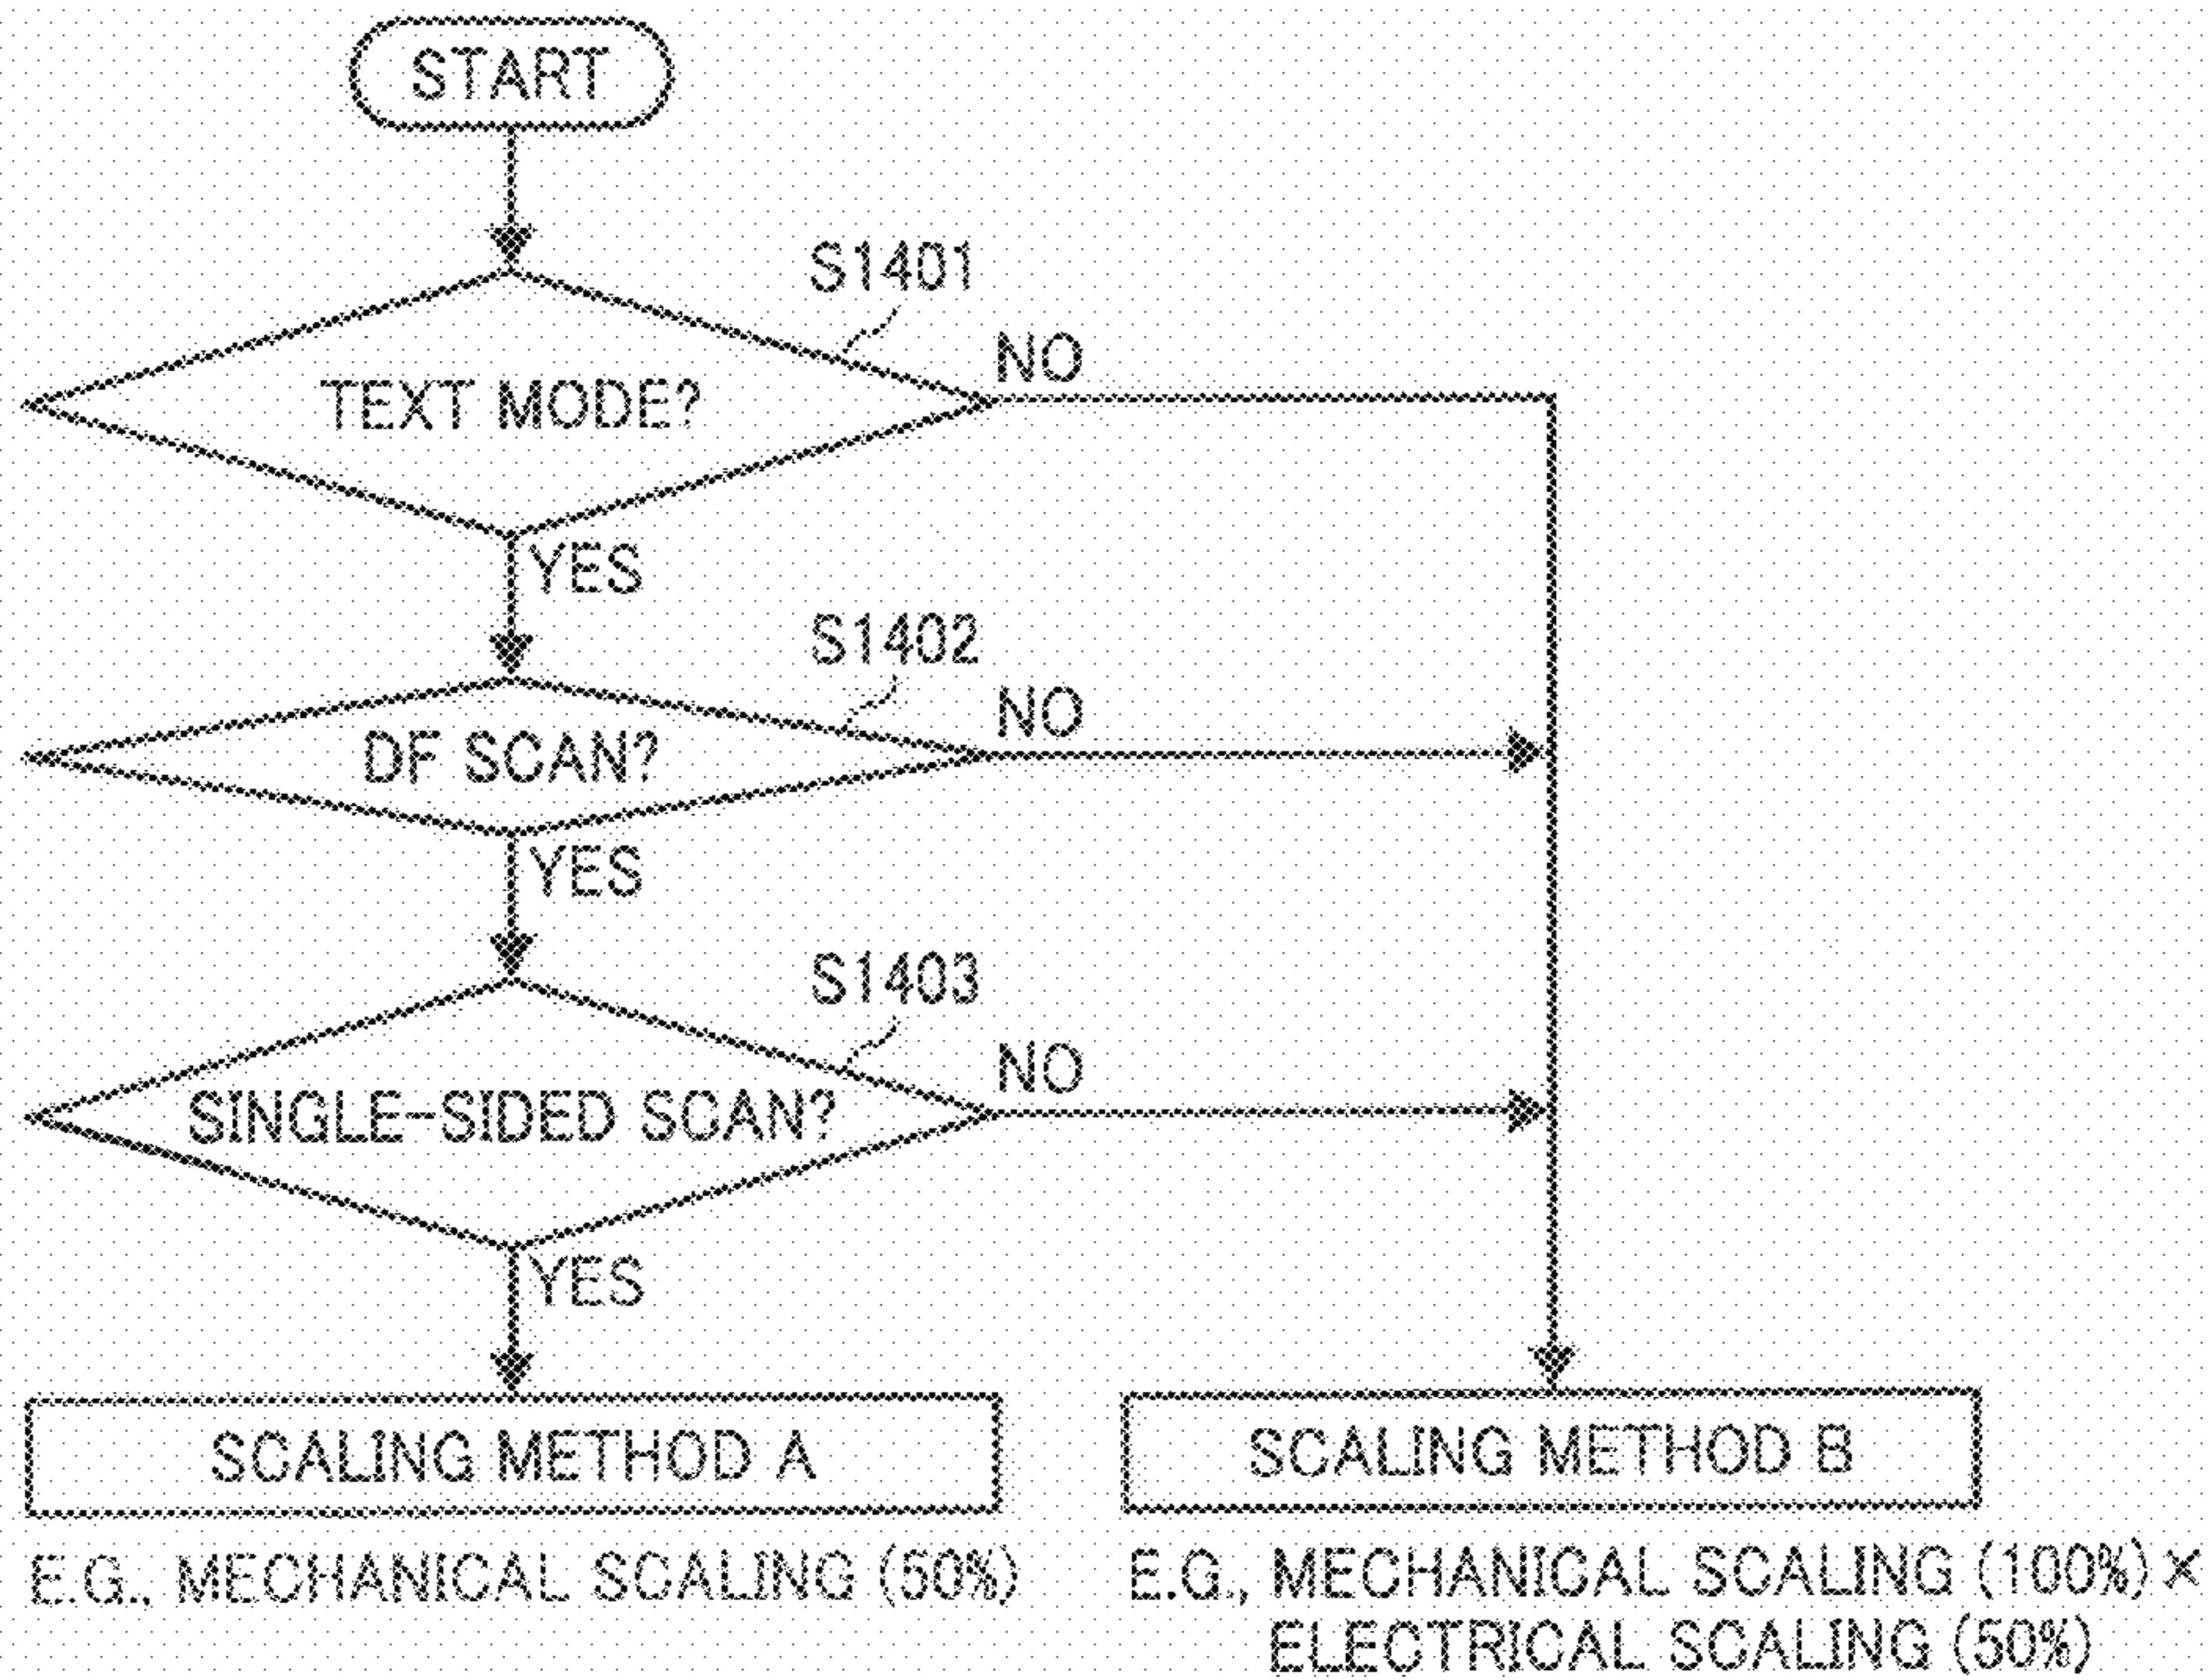 START
S1401
NO
TEXT MODE?
YES
S1402
NO
DF SCAN?
YES
S1403
NO
SINGLE-SIDED SCAN?
YES
SCALING METHOD A
SCALING METHOD B
E.G., MECHANICAL SCALING (50%)
E.G., MECHANICAL SCALING (100%) ×
ELECTRICAL SCALING (50%)